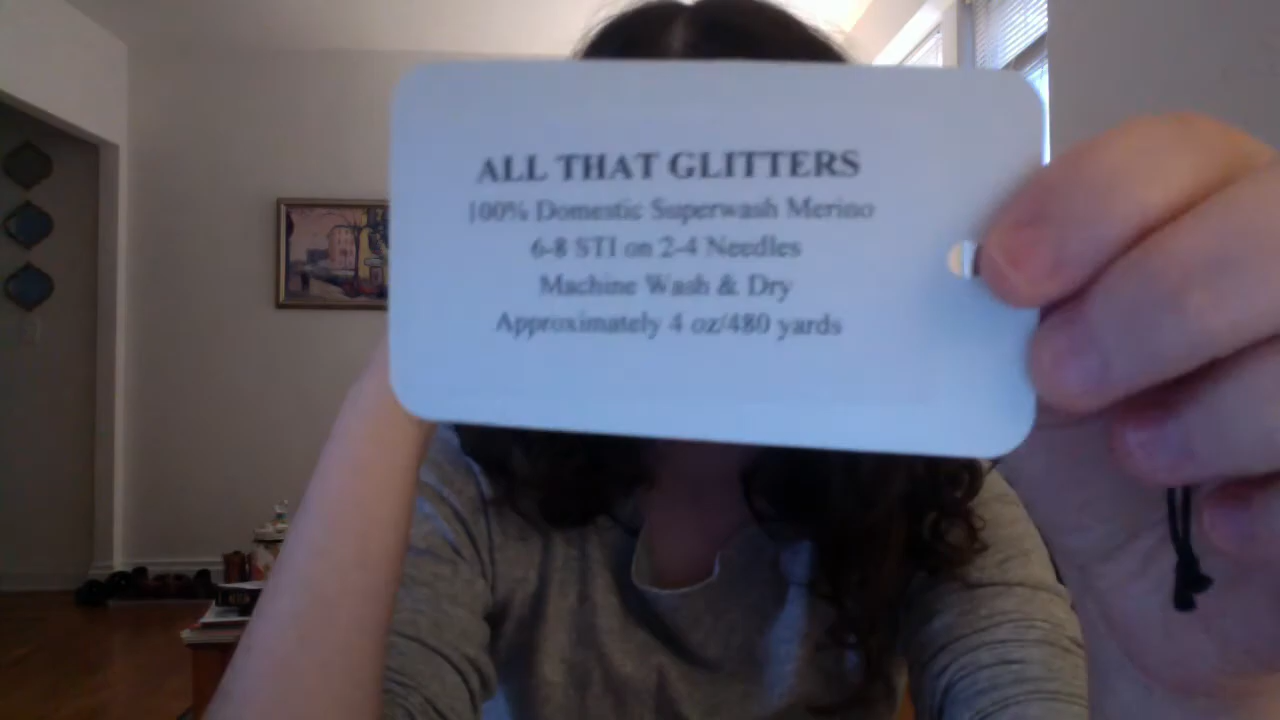 ALL THAT GLITTERS
100% Domestic Superwash Merino
6-8 STI on 2-4 Needles
Machine Wash & Dry
Approximately 4 oz/480 yards